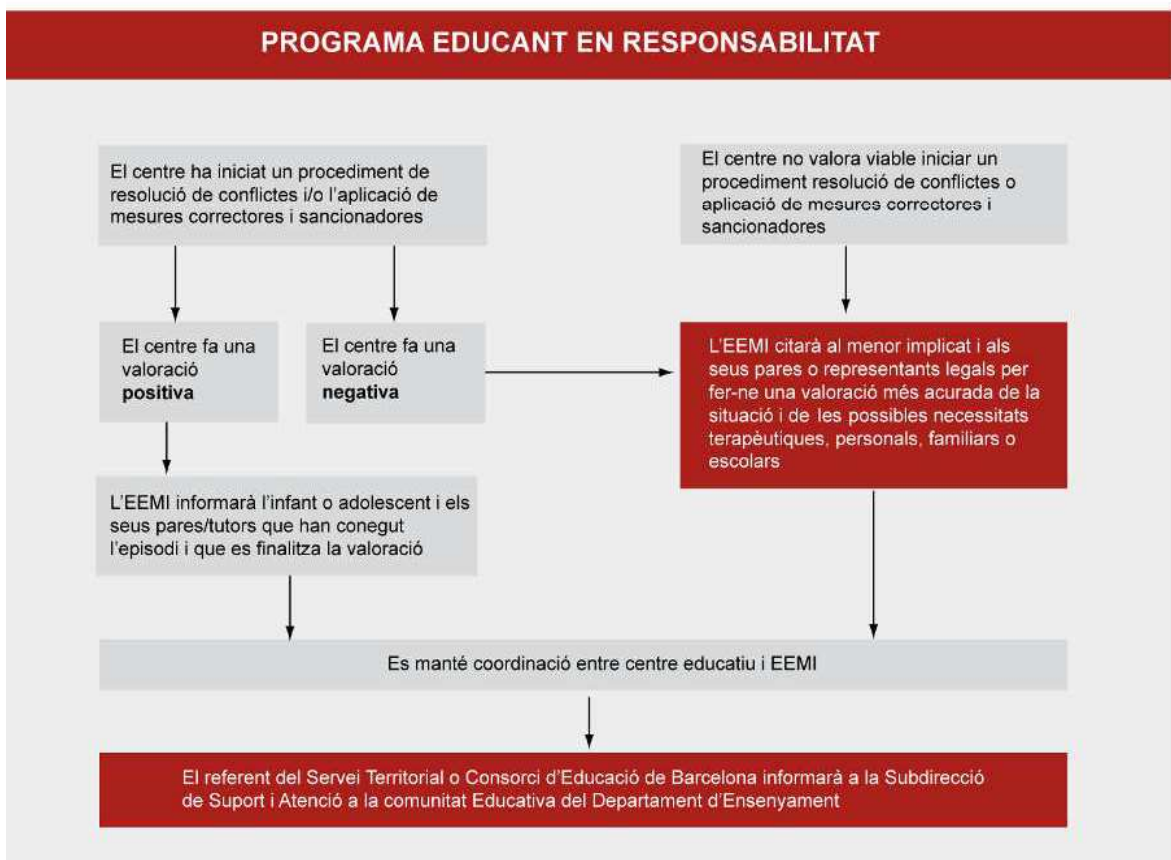 PROGRAMA EDUCANT EN RESPONSABILITAT
El centre ha iniciat un procediment de
resolució de conflictes i/o l'aplicació de
mesures correctores i sancionadores
El centre no valora viable iniciar un
procediment resolució de conflictes o
aplicació de mesures correctores i
sancionadores
El centre fa una
valoració
positiva
El centre fa una
valoració
negativa
L'EEMI citarà al menor implicat i als
seus pares o representants legals per
fer-ne una valoració més acurada de la
situació i de les possibles necessitats
terapèutiques, personals, familiars o
escolars
L'EEMI informarà l'infant o adolescent i els
seus pares/tutors que han conegut
l'episodi i que es finalitza la valoració
Es manté coordinació entre centre educatiu i EEMI
El referent del Servei Territorial o Consorci d'Educació de Barcelona informarà a la Subdirecció
de Suport i Atenció a la comunitat Educativa del Departament d'Ensenyament